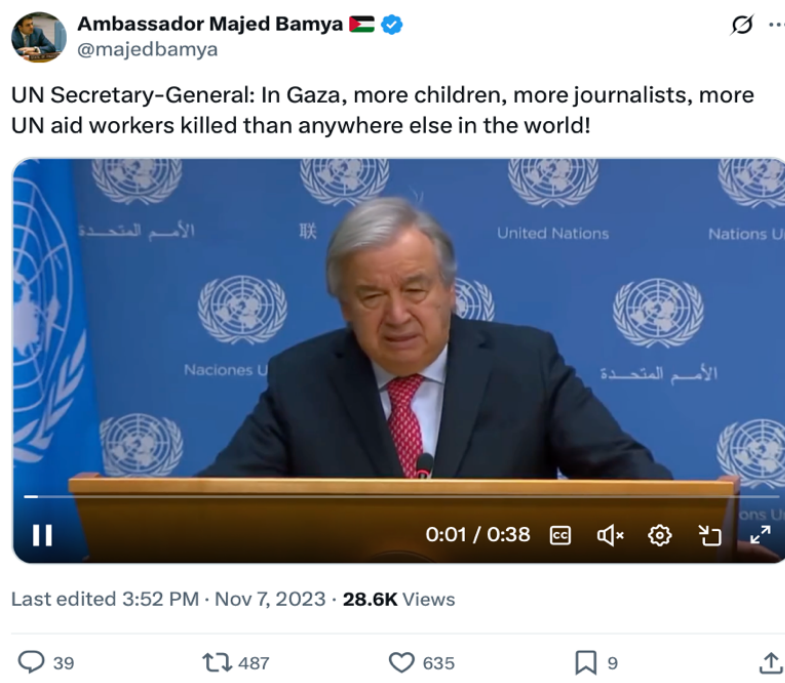 Ambassador Majed Bamya 🇵🇸
@majedbamya
UN Secretary-General: In Gaza, more children, more journalists, more
UN aid workers killed than anywhere else in the world!
الأمم المتحدة
联
United Nations
Nations U
Naciones U
الأمم المتحدة
ons U
0:01 / 0:38
CC
Last edited 3:52 PM · Nov 7, 2023 · 28.6K Views
39
487
635
9